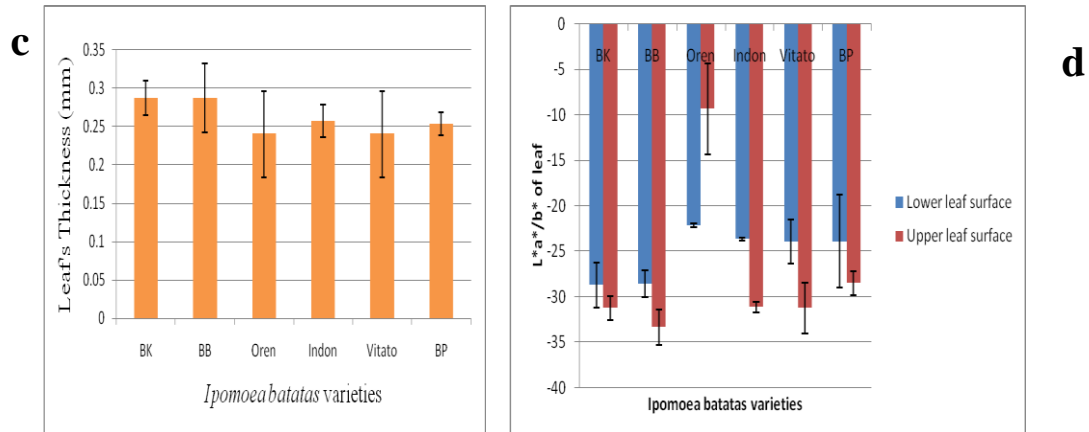 c
Leaf's Thickness (mm)
0.35
0.3
0.25
0.2
0.15
0.1
0.05
0
BK BB Oren Indon Vitato BP
Ipomoea batatas varieties
d
L*a*/b* of leaf
0
-5
-10
-15
-20
-25
-30
-35
-40
BK BB Oren Indon Vitato BP
Lower leaf surface
Upper leaf surface
Ipomoea batatas varieties